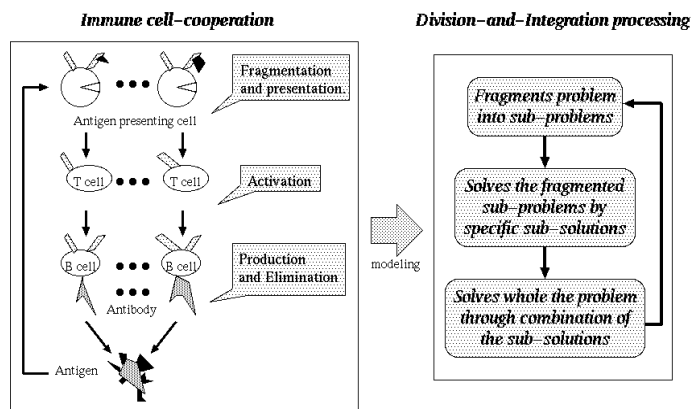 Immune cell-cooperation
Fragmentation
and presentation.
Antigen presenting cell
T cell
T cell
Activation
B cell
B cell
Production
and Elimination
Antibody
Antigen
modeling
Division-and-Integration processing
Fragments problem
into sub-problems
Solves the fragmented
sub-problems by
specific sub-solutions
Solves whole the problem
through combination of
the sub-solutions